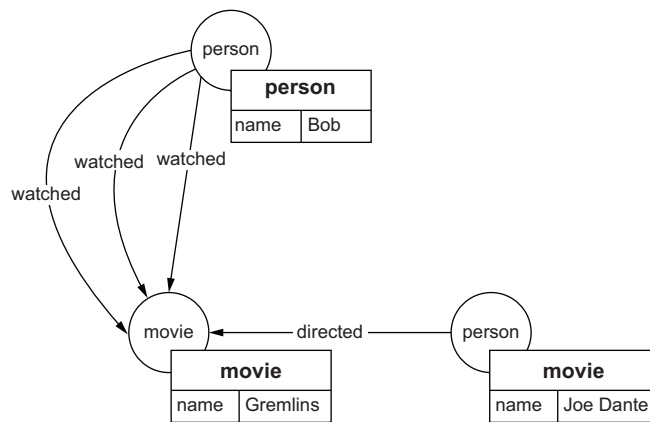 person
person
name Bob
watched
watched
watched
movie
directed
person
movie
name Gremlins
movie
name Joe Dante